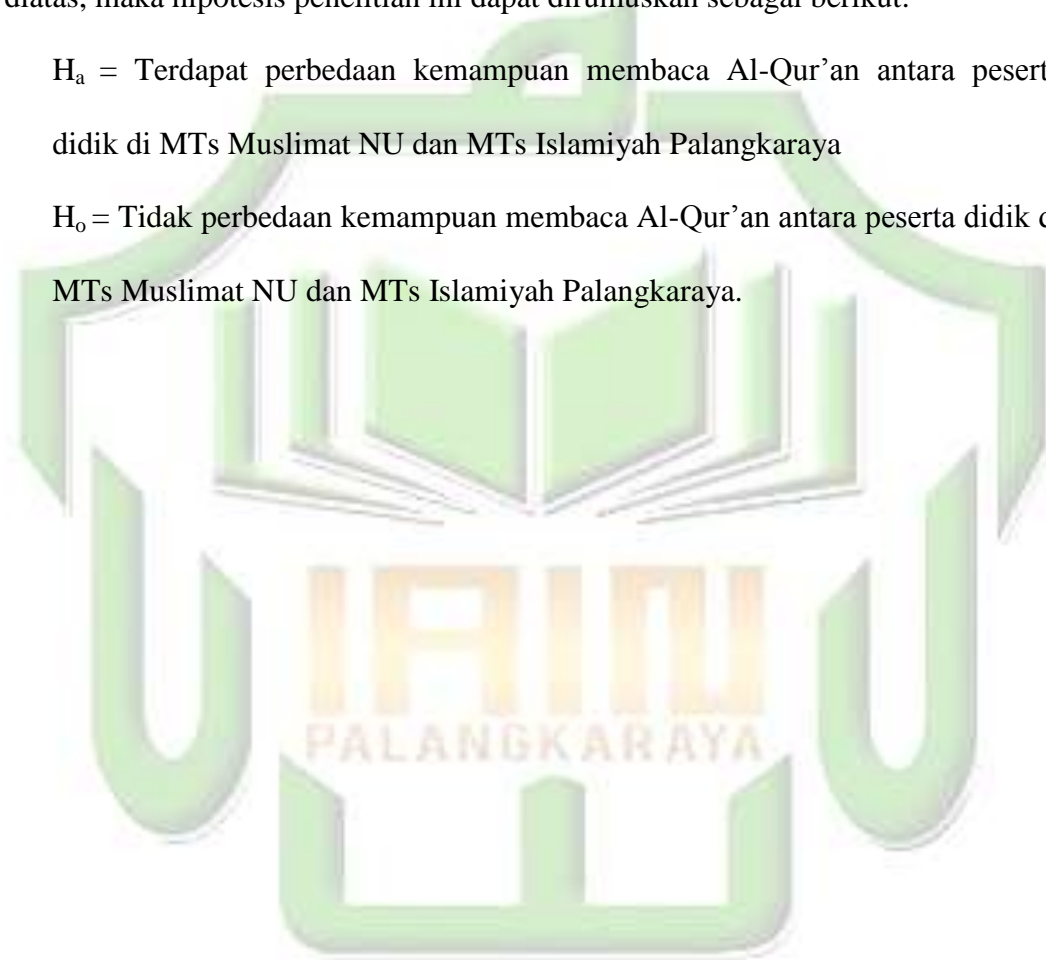 diatas, maka hipotesis penelitian ini dapat dirumuskan sebagai berikut:
Hₐ = Terdapat perbedaan kemampuan membaca Al-Qur’an antara pesert
didik di MTs Muslimat NU dan MTs Islamiyah Palangkaraya
Hₒ = Tidak perbedaan kemampuan membaca Al-Qur’an antara peserta didik d
MTs Muslimat NU dan MTs Islamiyah Palangkaraya.
IAIN
PALANGKARAYA